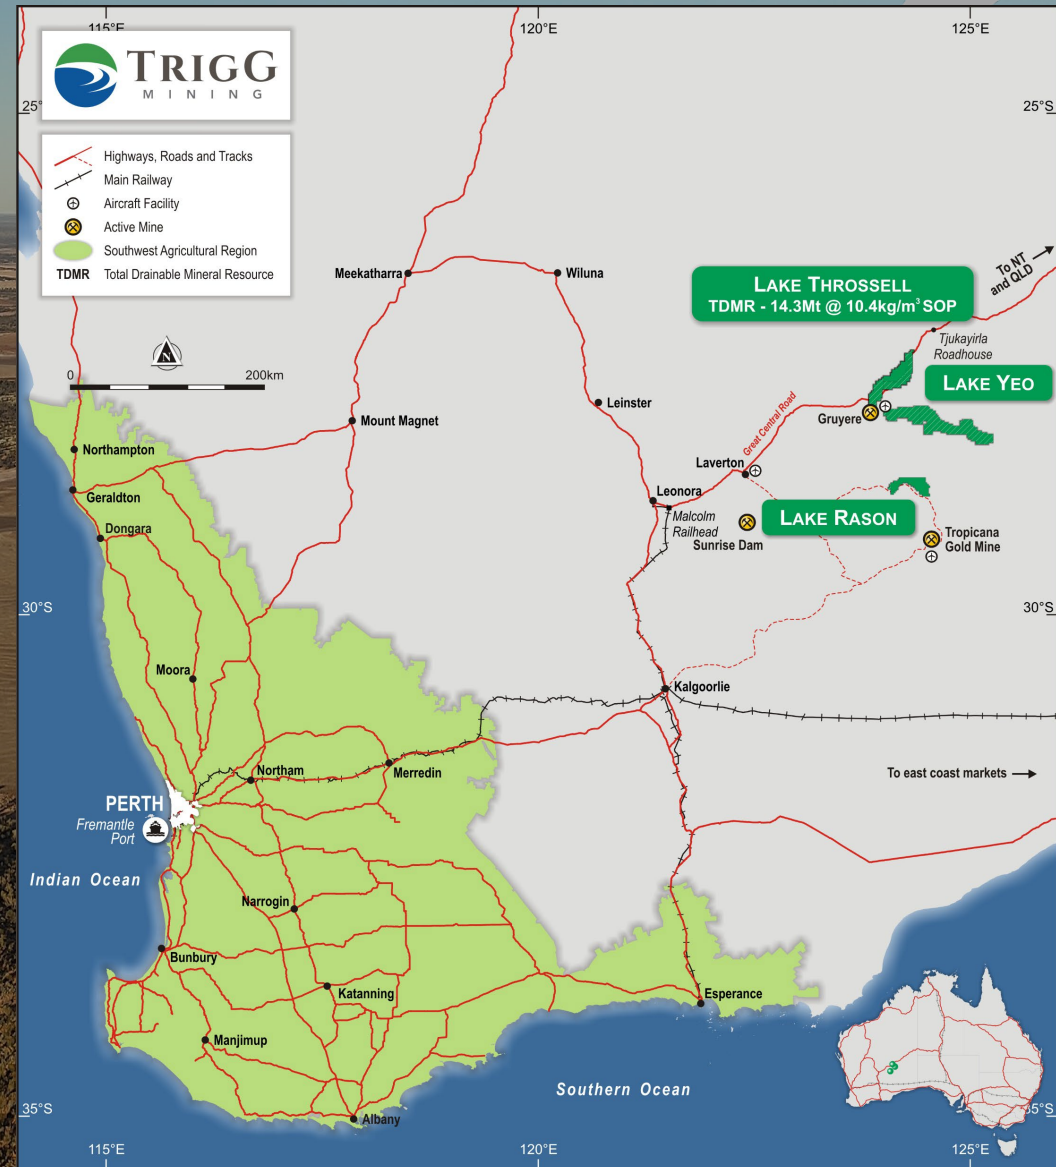 115°E
120°E
125°E
TRIGG
MINING
25°
25°S
Highways, Roads and Tracks
Main Railway
Aircraft Facility
Active Mine
Southwest Agricultural Region
TDMR Total Drainable Mineral Resource
N
0 200km
To NT
and QLD
Meekatharra
Wiluna
LAKE THROSSELL
TDMR - 14.3Mt @ 10.4kg/m³ SOP
Tjukayirla
Roadhouse
LAKE YEO
Leinster
Great Central Road
Gruyere
Mount Magnet
Northampton
Laverton
Geraldton
Leonora
Malcolm
Railhead
LAKE RASON
Sunrise Dam
Tropicana
Gold Mine
Dongara
30°S
30°S
Moora
Kalgoorlie
Northam
Merredin
To east coast markets
PERTH
Fremantle
Port
Indian Ocean
Narrogin
Bunbury
Katanning
Esperance
Manjimup
Southern Ocean
Albany
35°S
35°S
115°E
120°E
125°E